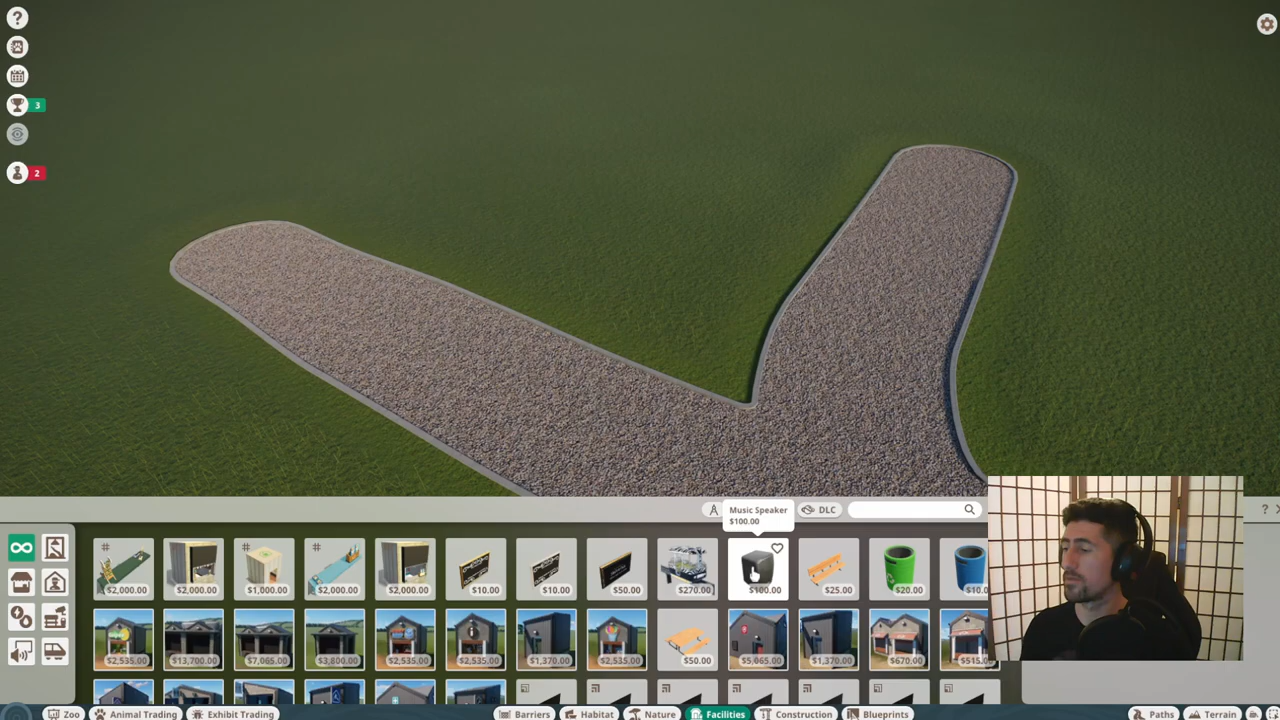 ?
3
2
Music Speaker
$100.00
DLC
?
$2,000.00
$2,000.00
$1,000.00
$2,000.00
$2,000.00
$10.00
$10.00
$50.00
$270.00
$100.00
$25.00
$20.00
$10.0
$2,535.00
$13,700.00
$7,065.00
$3,800.00
$2,535.00
$2,535.00
$1,370.00
$2,535.00
$50.00
$5,065.00
$1,370.00
$670.00
$515.0
Zoo
Animal Trading
Exhibit Trading
Barriers
Habitat
Nature
Facilities
Construction
Blueprints
Paths
Terrain